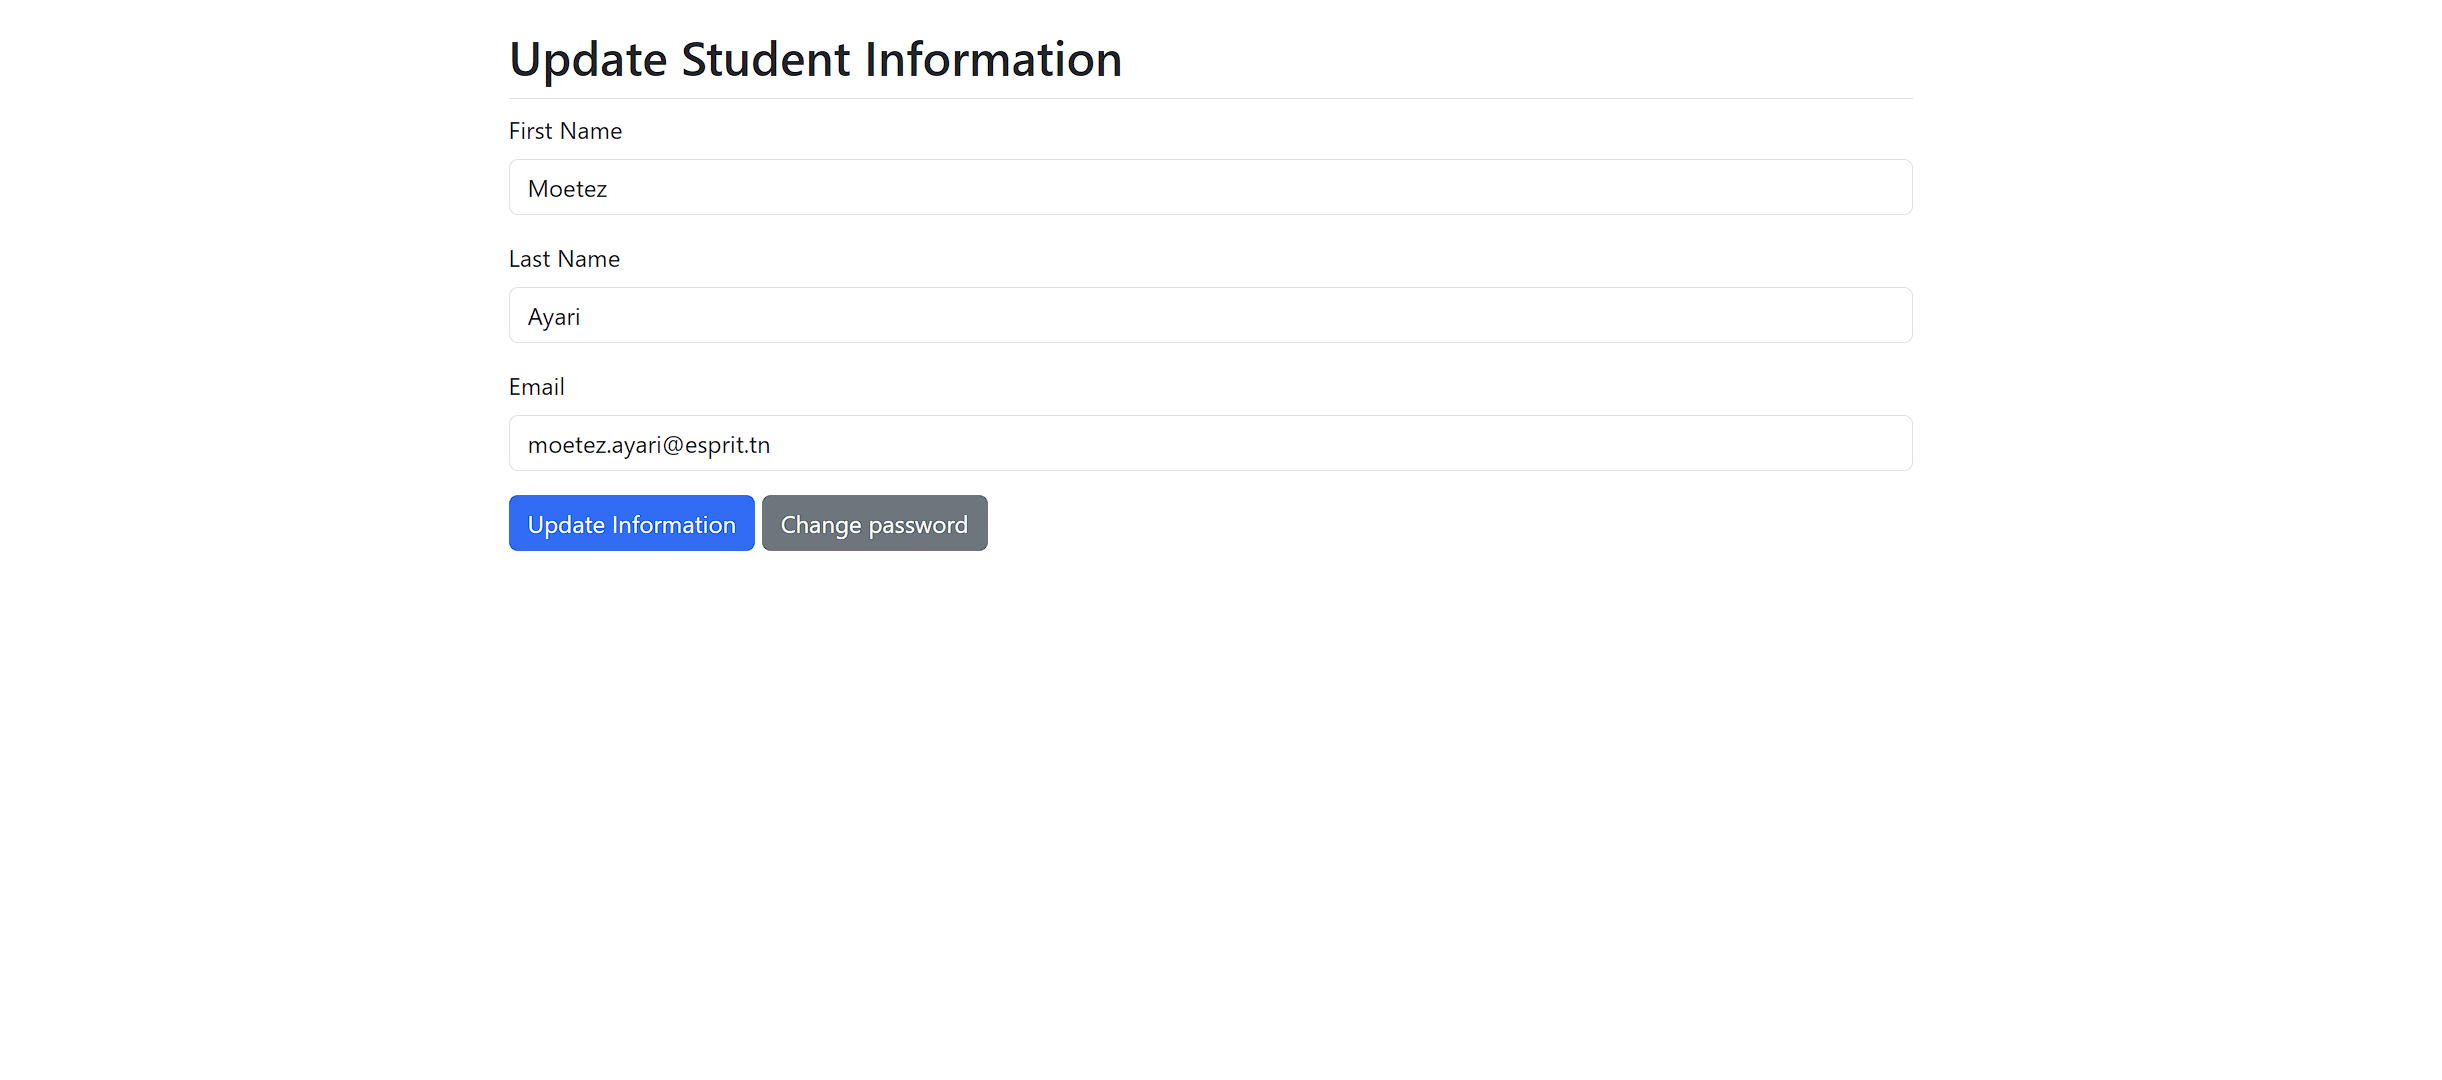 Update Student Information
First Name
Moetez
Last Name
Ayari
Email
moetez.ayari@esprit.tn
Update Information Change password